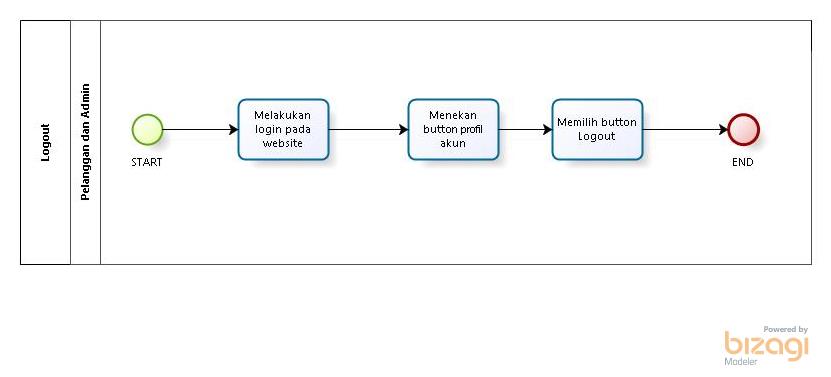 Logout
Pelanggan dan Admin
START
Melakukan
login pada
website
Menekan
button profil
akun
Memilih button
Logout
END
Powered by
bizagi
Modeler